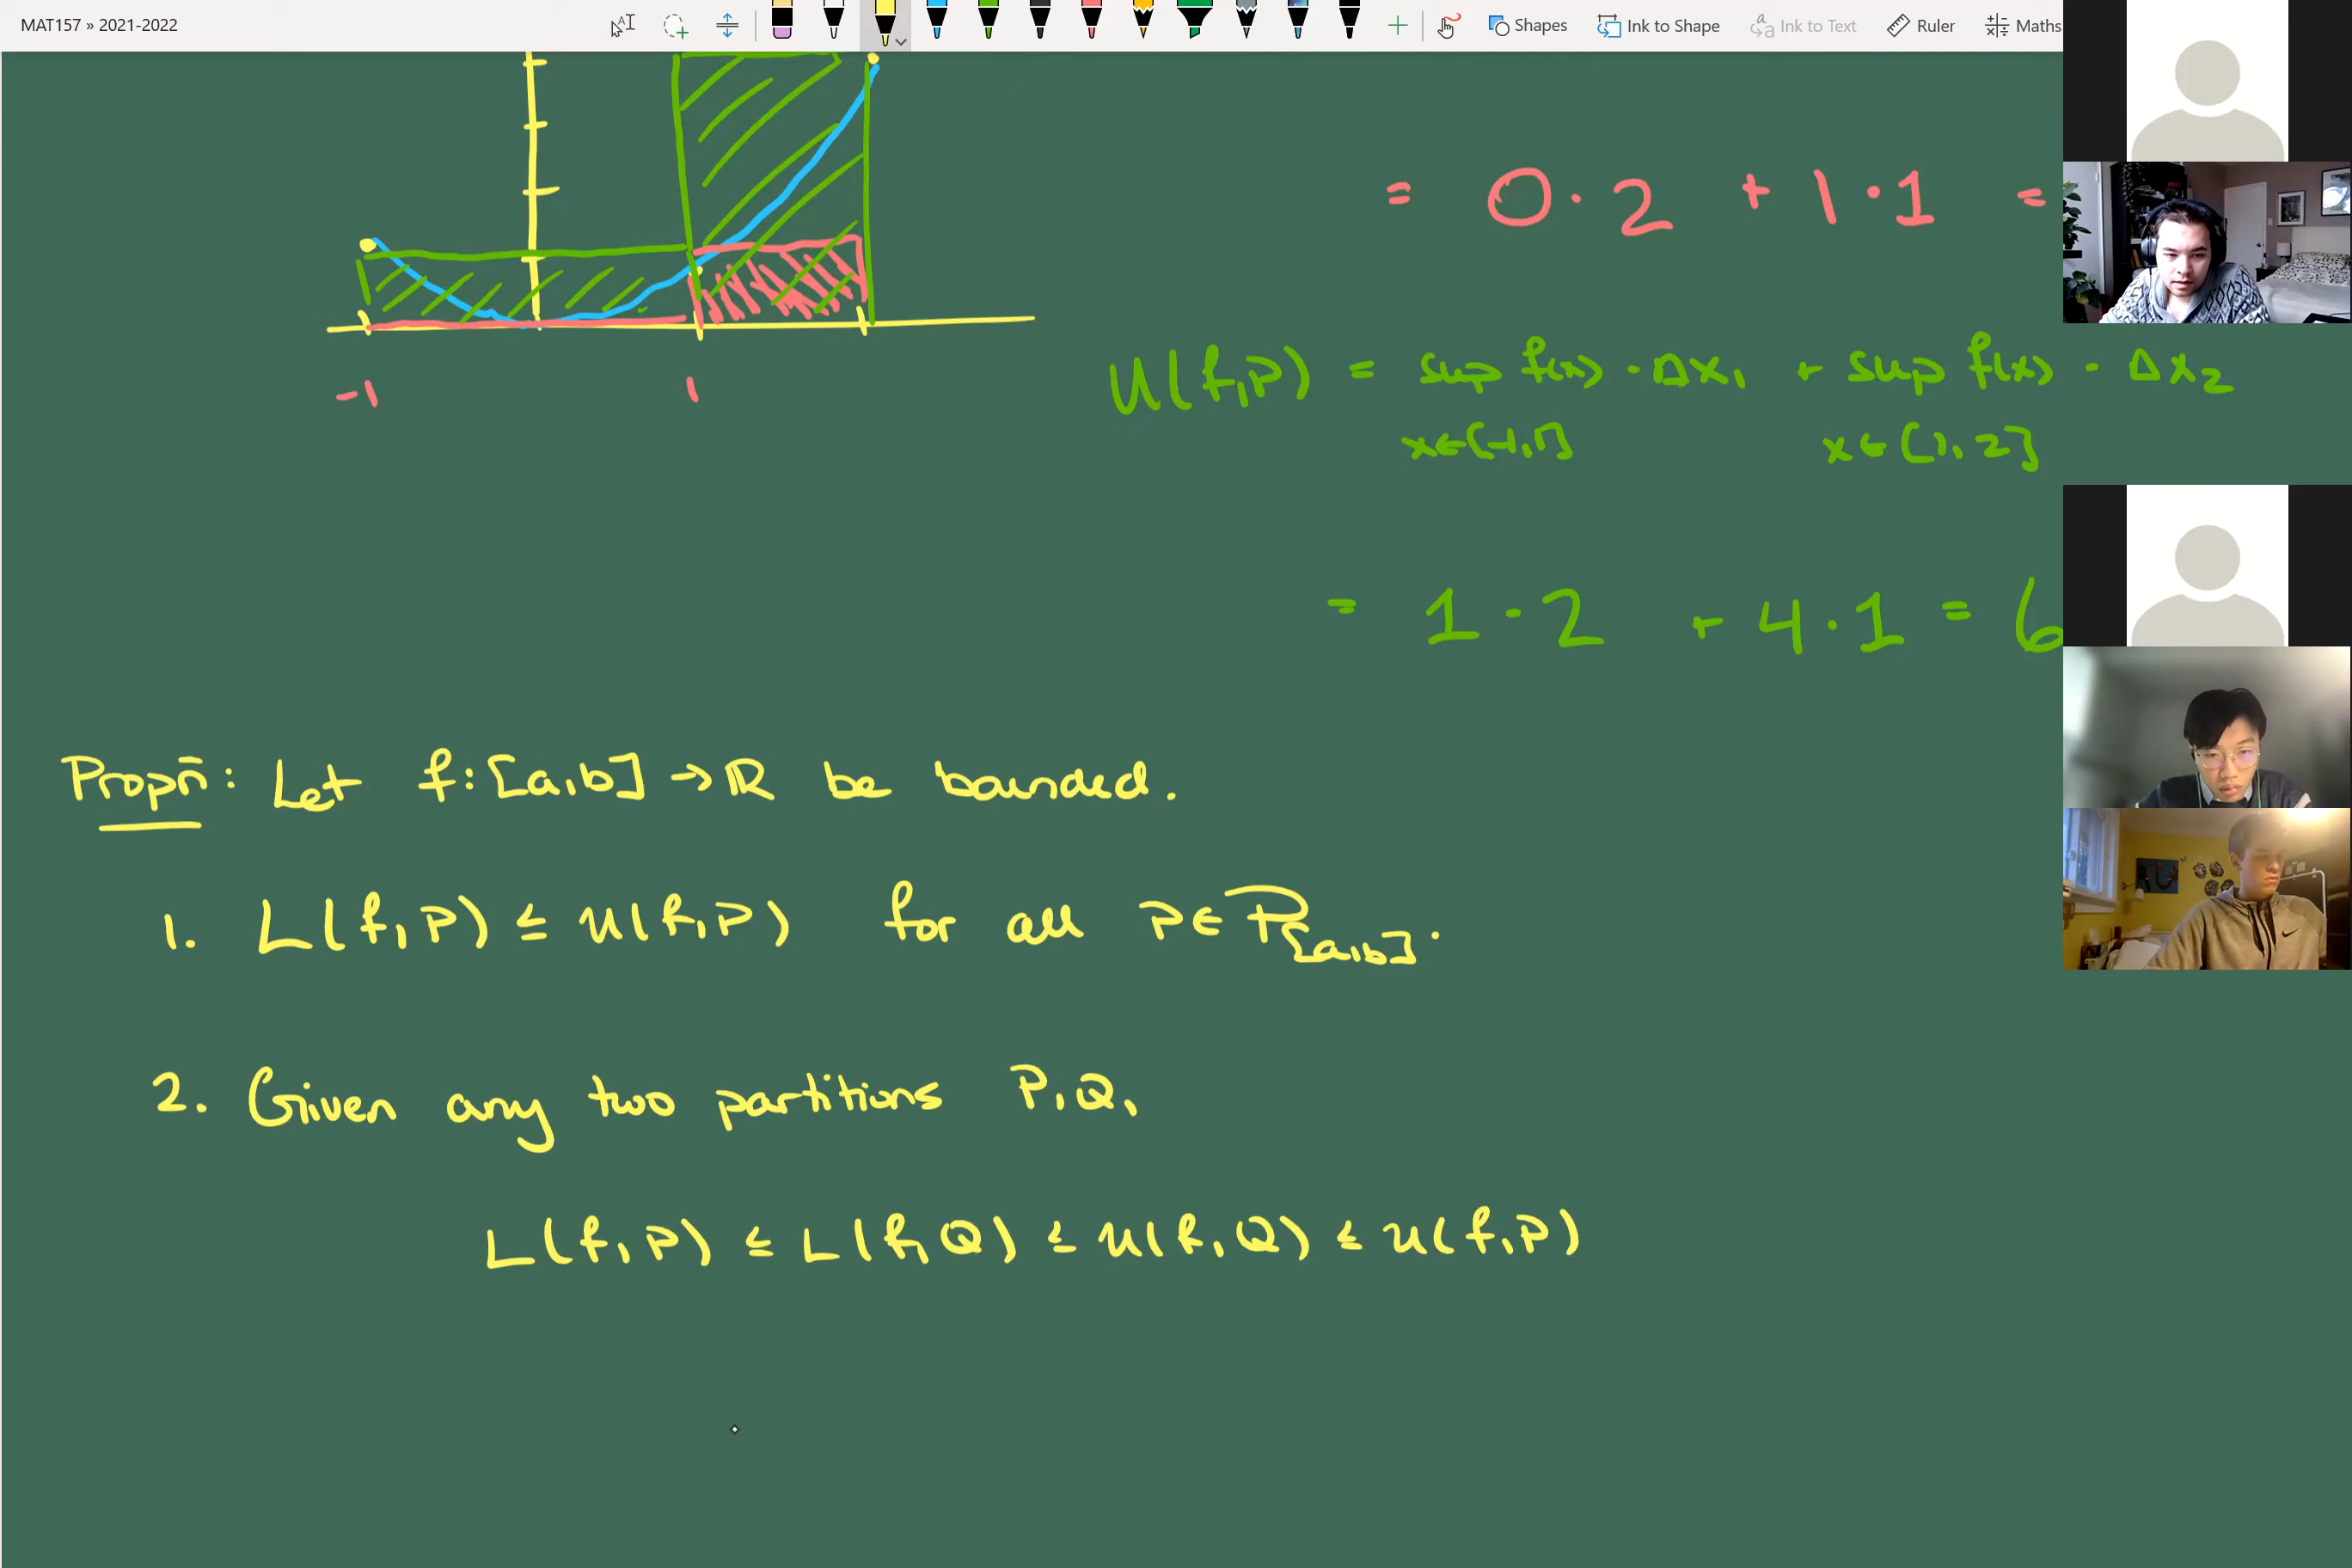 MAT157 » 2021-2022
Shapes
Ink to Shape
Ink to Text
Ruler
Maths
= 0 · 2 + 1 · 1 =
-1 1
U(f,P) = sup f(x) · Δx₁ + sup f(x) · Δx₂
x∈[-1,1] x∈[1,2]
= 1 · 2 + 4 · 1 = 6
Propn̄: Let f:[a,b] → ℝ be bounded.
1. L(f,P) ≤ U(f,P) for all P∈𝒫[a,b].
2. Given any two partitions P,Q,
L(f,P) ≤ L(f,Q) ≤ U(f,Q) ≤ U(f,P)